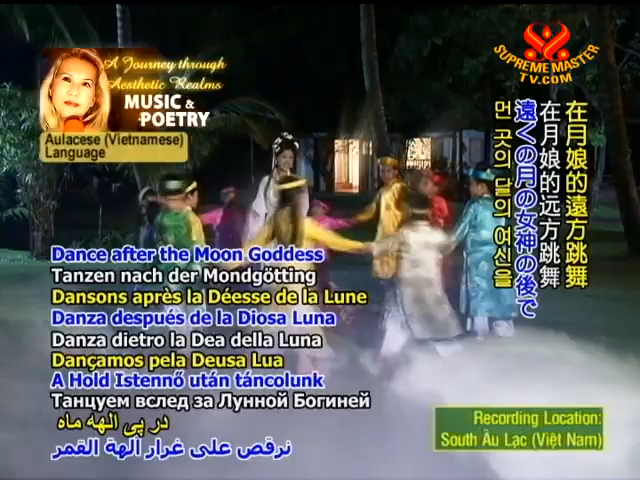 A Journey through
Aesthetic Realms
MUSIC &
POETRY
Aulacese (Vietnamese)
Language
SUPREME MASTER
TV.COM
在月娘的遠方跳舞
在月娘的远方跳舞
遠くの月の女神の後で
먼 곳의 달의 여신을
Dance after the Moon Goddess
Tanzen nach der Mondgötting
Dansons après la Déesse de la Lune
Danza después de la Diosa Luna
Danza dietro la Dea della Luna
Dançamos pela Deusa Lua
A Hold Istennő után táncolunk
Танцуем вслед за Лунной Богиней
در پی الهه ماه
نرقص على غرار الهة القمر
Recording Location:
South Âu Lạc (Việt Nam)